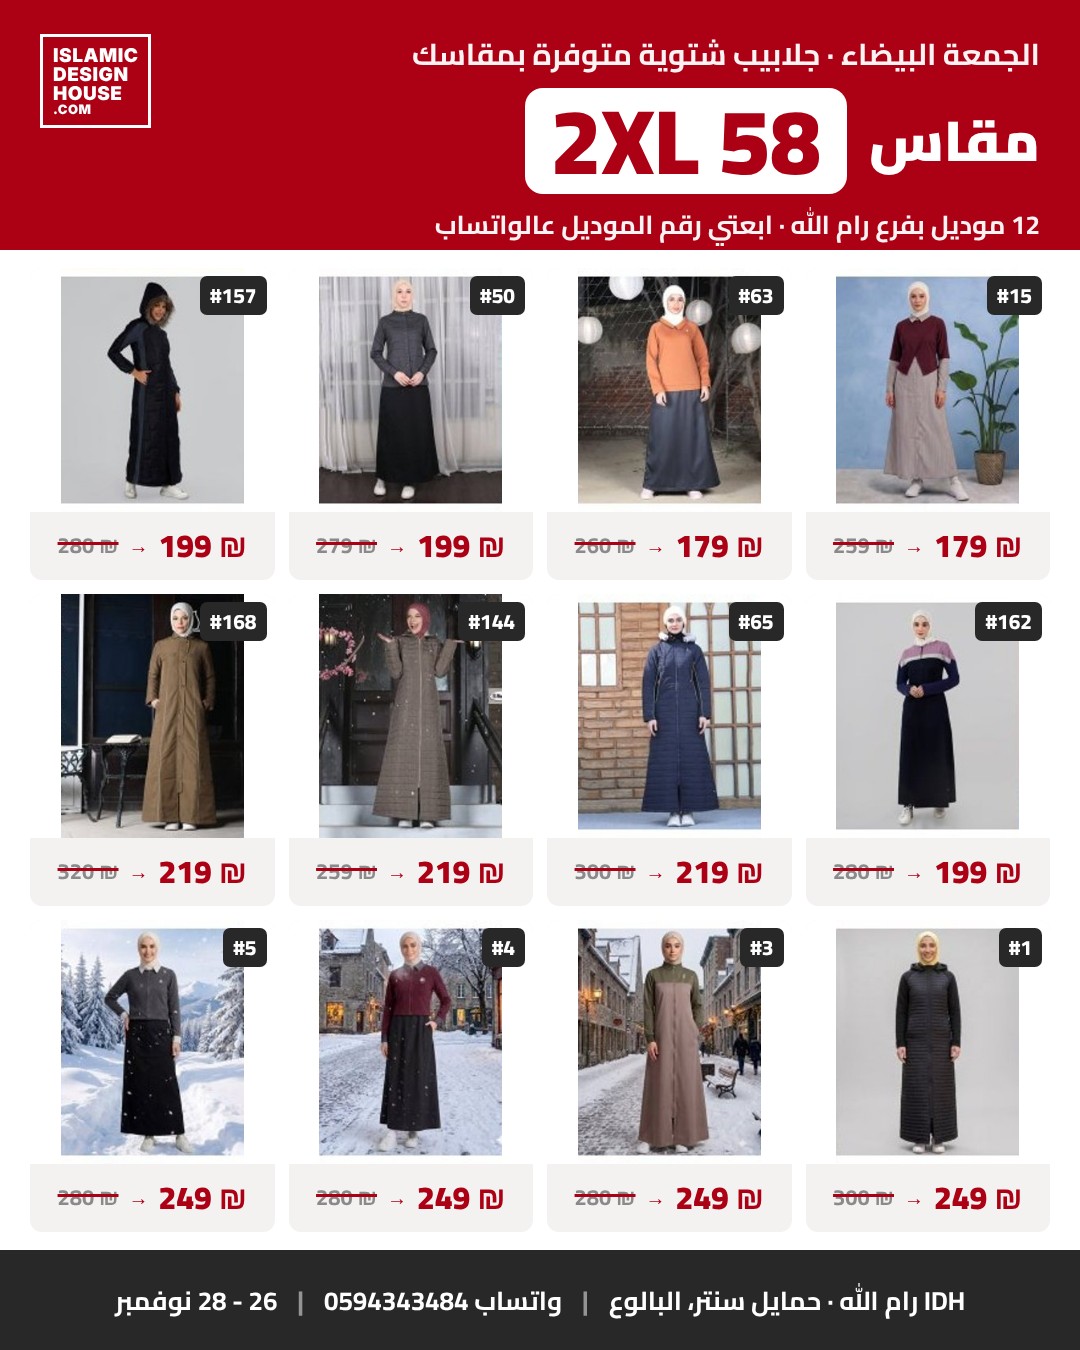 ISLAMIC
DESIGN
HOUSE
.COM
الجمعة البيضاء · جلابيب شتوية متوفرة بمقاسك
مقاس 2XL 58
12 موديل بفرع رام الله · ابعتي رقم الموديل عالواتساب
#15
#63
#50
#157
259 ₪ → 179 ₪
260 ₪ → 179 ₪
279 ₪ → 199 ₪
280 ₪ → 199 ₪
#162
#65
#144
#168
280 ₪ → 199 ₪
300 ₪ → 219 ₪
259 ₪ → 219 ₪
320 ₪ → 219 ₪
#1
#3
#4
#5
300 ₪ → 249 ₪
280 ₪ → 249 ₪
280 ₪ → 249 ₪
280 ₪ → 249 ₪
IDH رام الله · حمايل سنتر، البالوع | واتساب 0594343484 | 26 - 28 نوفمبر